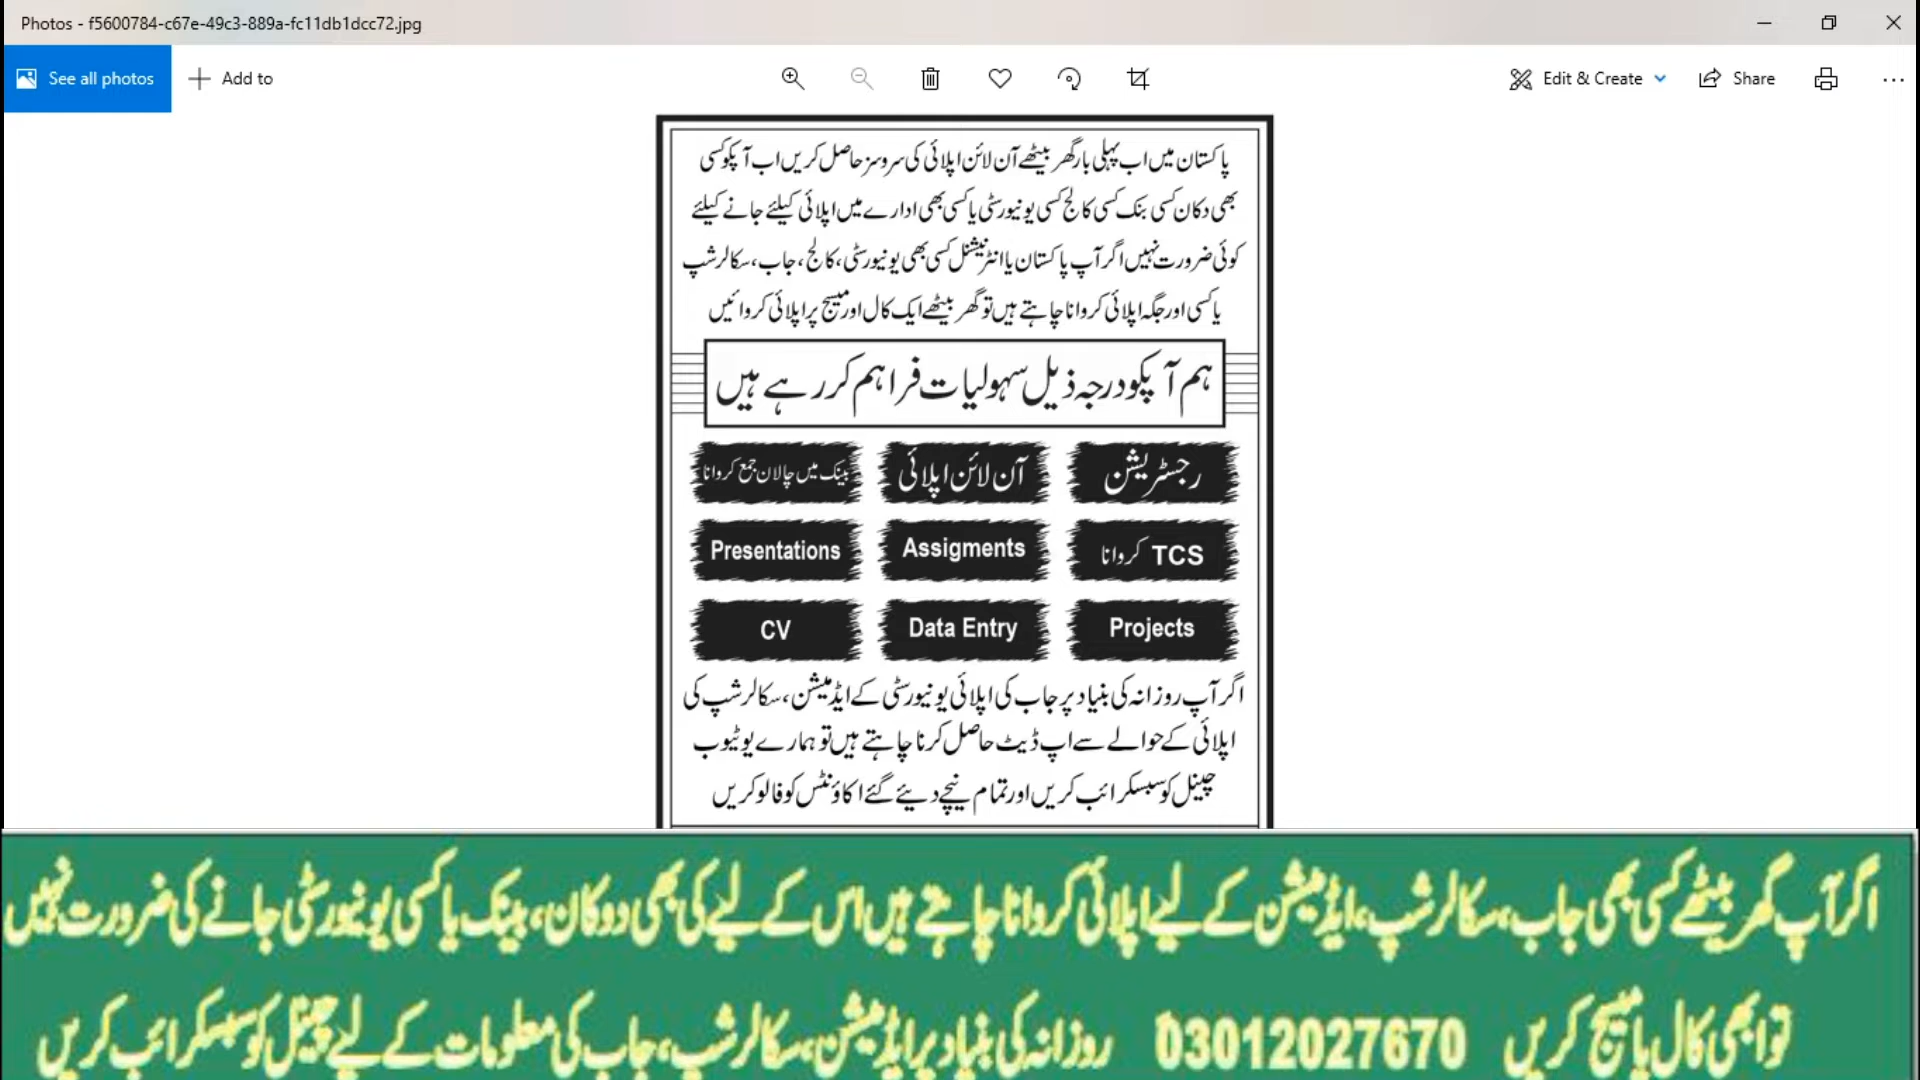 Photos - f5600784-c67e-49c3-889a-fc11db1dcc72.jpg
See all photos
Add to
Edit & Create
Share
پاکستان میں اب پہلی بار گھر بیٹھے آن لائن اپلائی کی سروسز حاصل کریں اب آپکو کسی
بھی دکان کسی بنک کسی کالج کسی یونیورسٹی یا کسی بھی ادارے میں اپلائی کیلئے جانے کیلئے
کوئی ضرورت نہیں اگر آپ پاکستان یا انٹرنیشنل کسی بھی یونیورسٹی، کالج، جاب، سکالرشپ
یا کسی اور جگہ اپلائی کروانا چاہتے ہیں تو گھر بیٹھے ایک کال اور میسج پر اپلائی کروائیں
ہم آپکو درجہ ذیل سہولیات فراہم کر رہے ہیں
رجسٹریشن
آن لائن اپلائی
بینک میں چالان جمع کروانا
TCS کروانا
Assigments
Presentations
Projects
Data Entry
CV
اگر آپ روزانہ کی بنیاد پر جاب کی اپلائی یونیورسٹی کے ایڈمیشن، سکالرشپ کی
اپلائی کے حوالے سے اپ ڈیٹ حاصل کرنا چاہتے ہیں تو ہمارے یوٹیوب
چینل کو سبسکرائب کریں اور تمام نیچے دیئے گئے اکاؤنٹس کو فالو کریں
اگر آپ گھر بیٹھے کسی بھی جاب، سکالرشپ، ایڈمیشن کے لیے اپلائی کروانا چاہتے ہیں اس کے لیے کی بھی دوکان، بینک یا کسی یونیورسٹی جانے کی ضرورت نہیں
تو ابھی کال یا میسج کریں 03012027670 روزانہ کی بنیاد پر ایڈمیشن، سکالرشپ، جاب کی معلومات کے لیے چینل کو سبسکرائب کریں